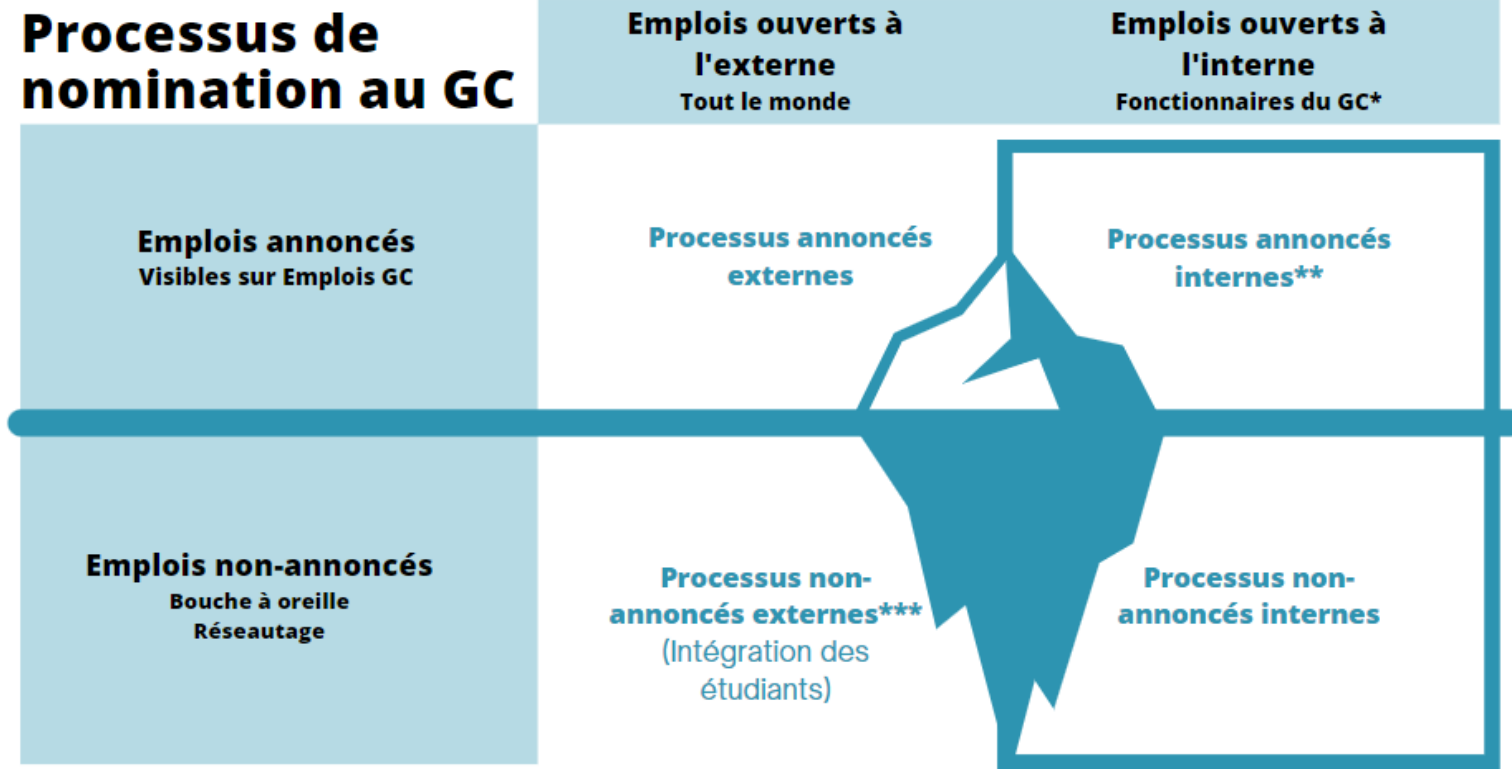 Processus de
nomination au GC
Emplois ouverts à
l'externe
Tout le monde
Emplois ouverts à
l'interne
Fonctionnaires du GC*
Emplois annoncés
Visibles sur Emplois GC
Processus annoncés
externes
Processus annoncés
internes**
Emplois non-annoncés
Bouche à oreille
Réseautage
Processus non-
annoncés externes***
(Intégration des
étudiants)
Processus non-
annoncés internes